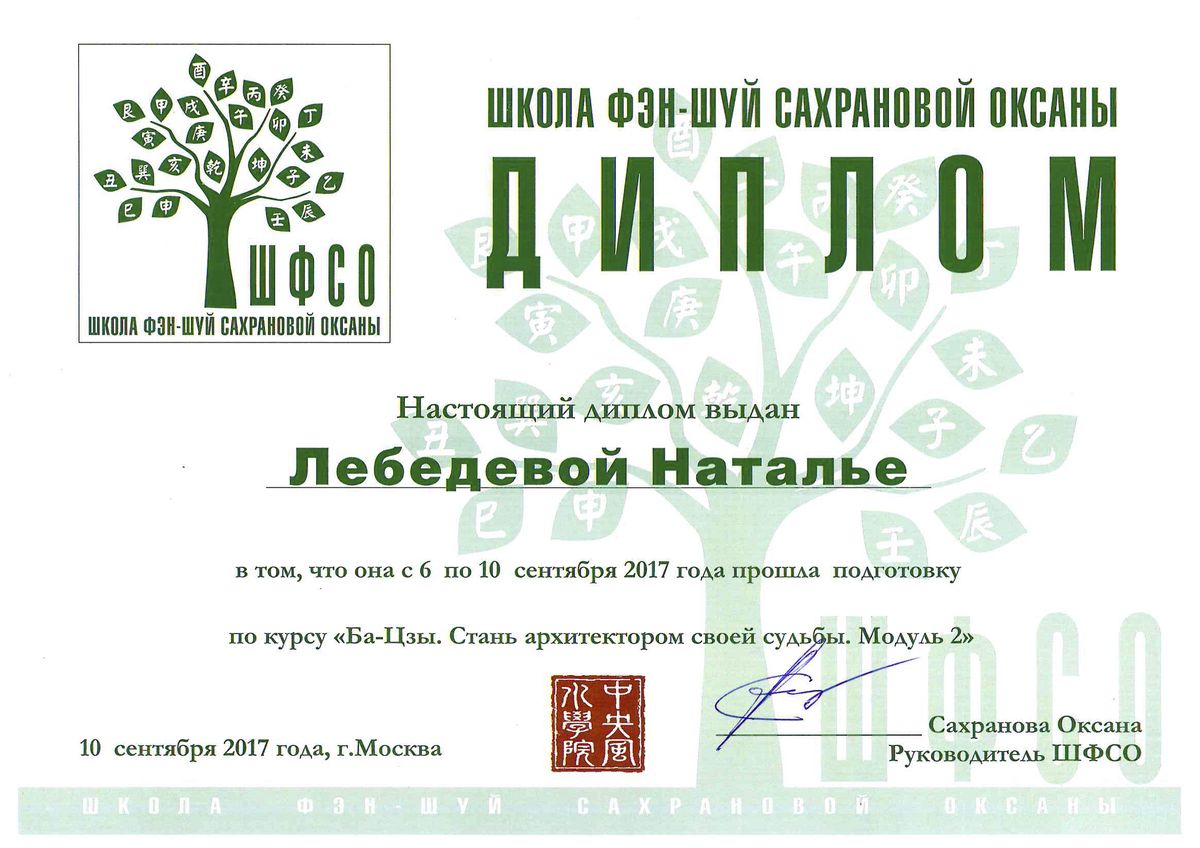 酉
辛
丙
癸
艮
甲
戌
午
卯
丁
寅
庚
未
丑
巽
亥
乾
坤
子
乙
巳
申
壬
辰
ШФСО
ШКОЛА ФЭН-ШУЙ САХРАНОВОЙ ОКСАНЫ
ШКОЛА ФЭН-ШУЙ САХРАНОВОЙ ОКСАНЫ
ДИПЛОМ
Настоящий диплом выдан
Лебедевой Наталье
в том, что она с 6 по 10 сентября 2017 года прошла подготовку
по курсу «Ба-Цзы. Стань архитектором своей судьбы. Модуль 2»
中央風
水學院
10 сентября 2017 года, г.Москва
Сахранова Оксана
Руководитель ШФСО
ШФСО
ШКОЛА ФЭН-ШУЙ САХРАНОВОЙ ОКСАНЫ